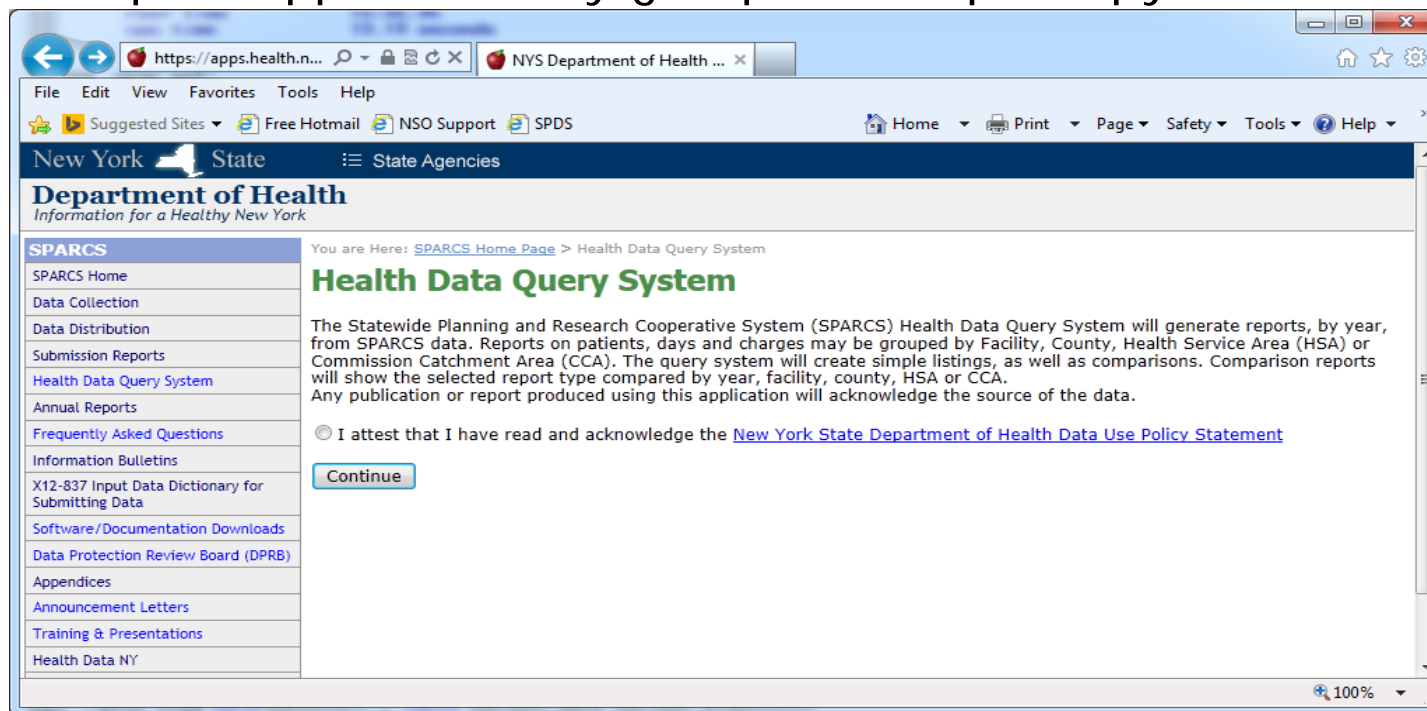 https://apps.health.n...
NYS Department of Health ...
File Edit View Favorites Tools Help
Suggested Sites Free Hotmail NSO Support SPDS Home Print Page Safety Tools Help
New York State State Agencies
Department of Health
Information for a Healthy New York
SPARCS
SPARCS Home
Data Collection
Data Distribution
Submission Reports
Health Data Query System
Annual Reports
Frequently Asked Questions
Information Bulletins
X12-837 Input Data Dictionary for
Submitting Data
Software/Documentation Downloads
Data Protection Review Board (DPRB)
Appendices
Announcement Letters
Training & Presentations
Health Data NY
You are Here: SPARCS Home Page > Health Data Query System
Health Data Query System
The Statewide Planning and Research Cooperative System (SPARCS) Health Data Query System will generate reports, by year,
from SPARCS data. Reports on patients, days and charges may be grouped by Facility, County, Health Service Area (HSA) or
Commission Catchment Area (CCA). The query system will create simple listings, as well as comparisons. Comparison reports
will show the selected report type compared by year, facility, county, HSA or CCA.
Any publication or report produced using this application will acknowledge the source of the data.
I attest that I have read and acknowledge the New York State Department of Health Data Use Policy Statement
Continue
100%